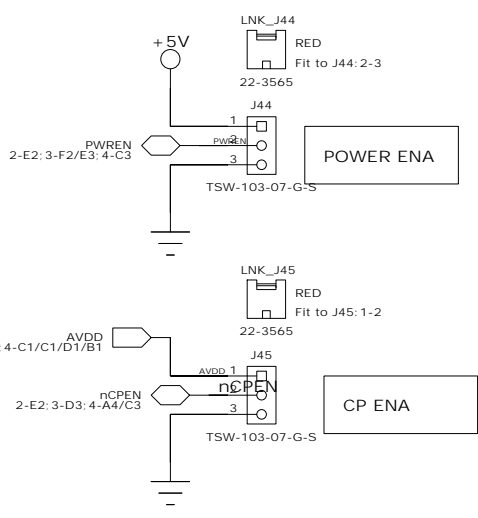 LNK_J44
RED
Fit to J44:2-3
22-3565
+5V
J44
1
PWREN
2-E2;3-F2/E3;4-C3
PWREN
2
3
POWER ENA
TSW-103-07-G-S
LNK_J45
RED
Fit to J45:1-2
22-3565
AVDD
;4-C1/C1/D1/B1
J45
AVDD
1
nCPEN
2-E2;3-D3;4-A4/C3
nCPEN
2
3
CP ENA
TSW-103-07-G-S